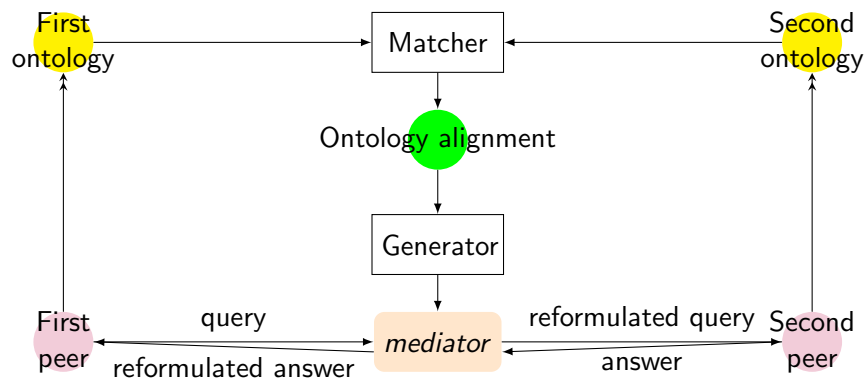 First
ontology
Matcher
Second
ontology
Ontology alignment
Generator
First
peer
query
reformulated answer
mediator
reformulated query
answer
Second
peer